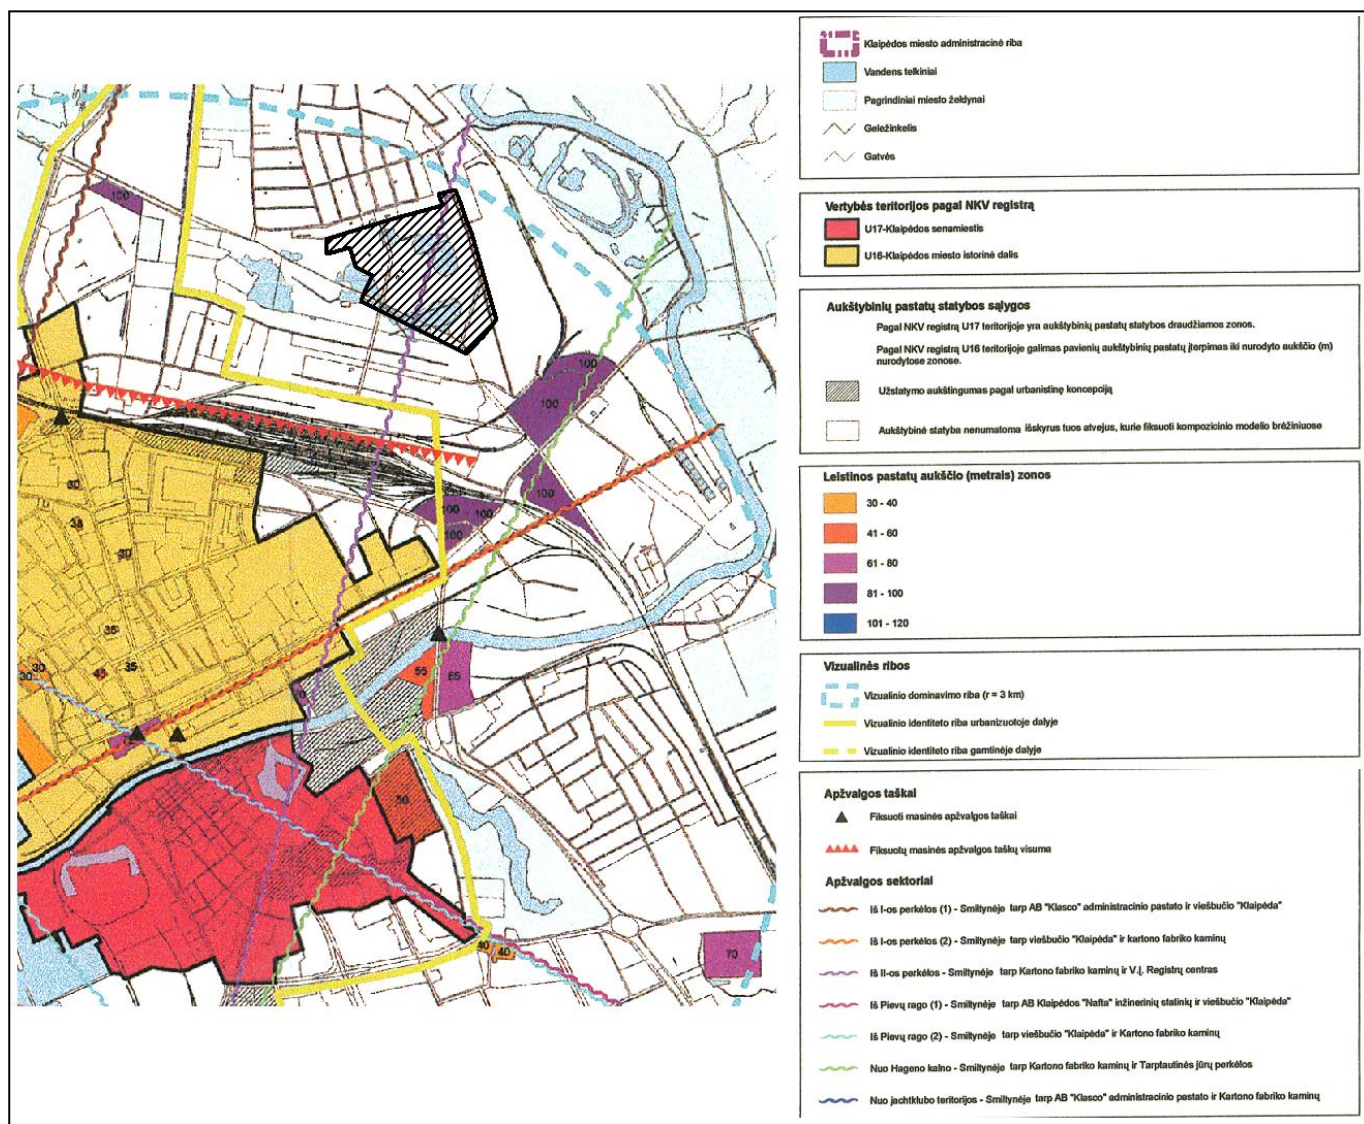 Klaipėdos miesto administracinė riba
Vandens telkiniai
Pagrindiniai miesto želdynai
Geležinkelis
Gatvės
Vertybės teritorijos pagal NKV registrą
U17-Klaipėdos senamiestis
U16-Klaipėdos miesto istorinė dalis
Aukštybinių pastatų statybos sąlygos
Pagal NKV registrą U17 teritorijoje yra aukštybinių pastatų statybos draudžiamos zonos.
Pagal NKV registrą U16 teritorijoje galimas pavienių aukštybinių pastatų įterpimas iki nurodyto aukščio (m)
nurodytose zonose.
Užstatymo aukštingumas pagal urbanistinę koncepciją
Aukštybinė statyba nenumatoma išskyrus tuos atvejus, kurie fiksuoti kompozicinio modelio brėžiniuose
Leistinos pastatų aukščio (metrais) zonos
30 - 40
41 - 60
61 - 80
81 - 100
101 - 120
Vizualinės ribos
Vizualinio dominavimo riba (r = 3 km)
Vizualinio identiteto riba urbanizuotoje dalyje
Vizualinio identiteto riba gamtinėje dalyje
Apžvalgos taškai
Fiksuoti masinės apžvalgos taškai
Fiksuotų masinės apžvalgos taškų visuma
Apžvalgos sektoriai
Iš I-os perkėlos (1) - Smiltynėje tarp AB "Klasco" administracinio pastato ir viešbučio "Klaipėda"
Iš I-os perkėlos (2) - Smiltynėje tarp viešbučio "Klaipėda" ir kartono fabriko kaminų
Iš II-os perkėlos - Smiltynėje tarp Kartono fabriko kaminų ir V.Į. Registrų centras
Iš Pievų rago (1) - Smiltynėje tarp AB Klaipėdos "Nafta" inžinerinių statinių ir viešbučio "Klaipėda"
Iš Pievų rago (2) - Smiltynėje tarp viešbučio "Klaipėda" ir Kartono fabriko kaminų
Nuo Hageno kalno - Smiltynėje tarp Kartono fabriko kaminų ir Tarptautinės jūrų perkėlos
Nuo jachtklubo teritorijos - Smiltynėje tarp AB "Klasco" administracinio pastato ir Kartono fabriko kaminų
100
100
100
100
100
100
100
30
35
30
35
45
35
30
30
55
65
70
50
40
40
70